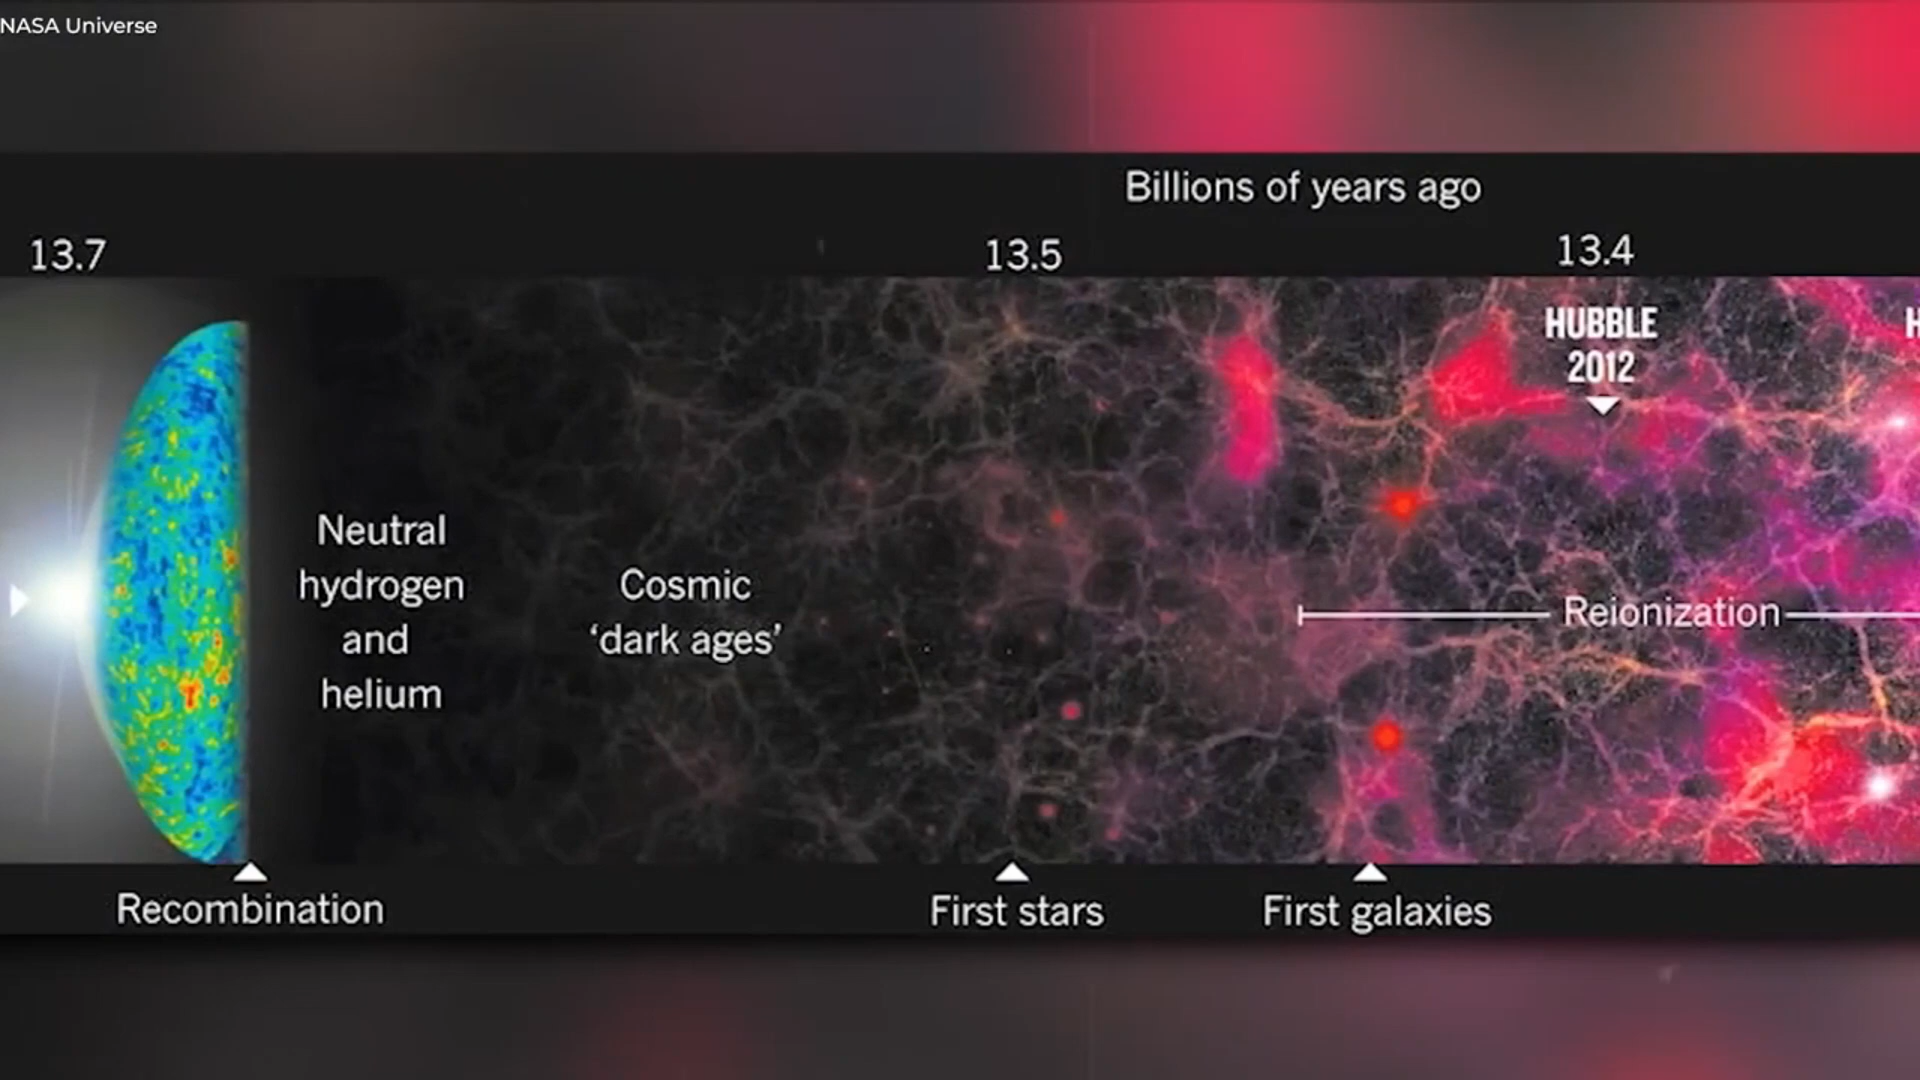 NASA Universe
Billions of years ago
13.7
13.5
13.4
HUBBLE
2012
H
Neutral
hydrogen
and
helium
Cosmic
‘dark ages’
Reionization
Recombination
First stars
First galaxies